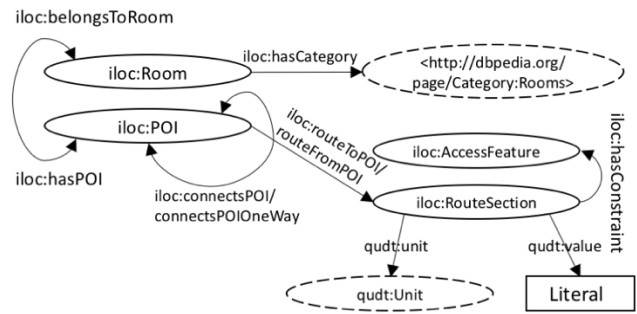 iloc:belongsToRoom
iloc:Room
iloc:hasCategory
<http://dbpedia.org/
page/Category:Rooms>
iloc:POI
iloc:hasPOI
iloc:connectsPOI/
connectsPOIOneWay
iloc:routeToPOI/
routeFromPOI
iloc:AccessFeature
iloc:hasConstraint
iloc:RouteSection
qudt:unit
qudt:value
qudt:Unit
Literal